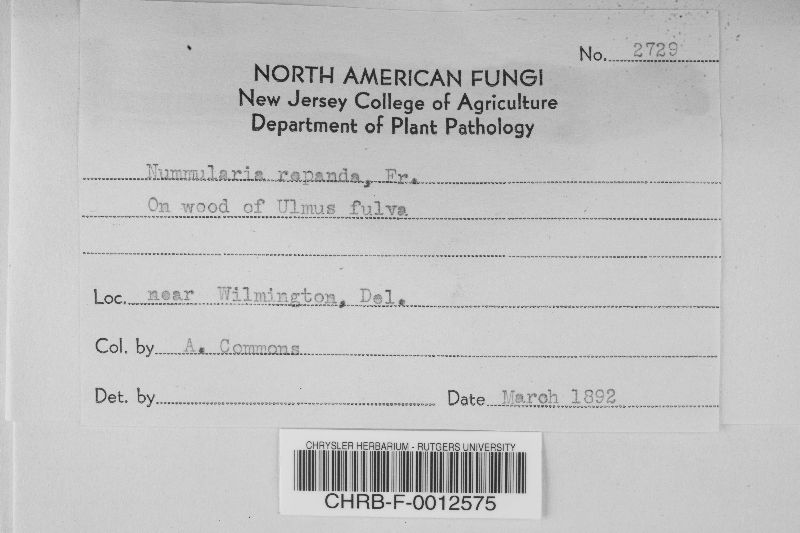 No. 2729
NORTH AMERICAN FUNGI
New Jersey College of Agriculture
Department of Plant Pathology
Nummularia repanda, Fr.
On wood of Ulmus fulva
Loc. near Wilmington, Del.
Col. by A. Commons
Det. by
Date March 1892
CHRYSLER HERBARIUM - RUTGERS UNIVERSITY
CHRB-F-0012575